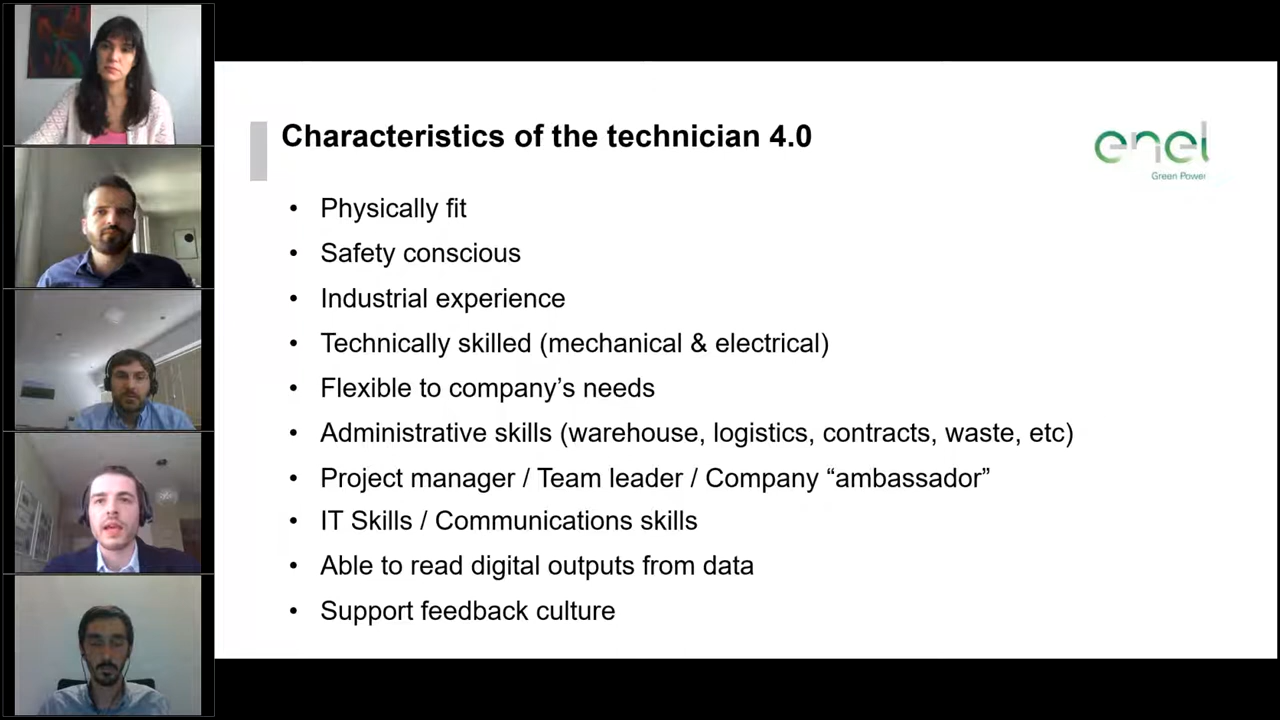 Characteristics of the technician 4.0
enel
Green Power
• Physically fit
• Safety conscious
• Industrial experience
• Technically skilled (mechanical & electrical)
• Flexible to company’s needs
• Administrative skills (warehouse, logistics, contracts, waste, etc)
• Project manager / Team leader / Company “ambassador”
• IT Skills / Communications skills
• Able to read digital outputs from data
• Support feedback culture